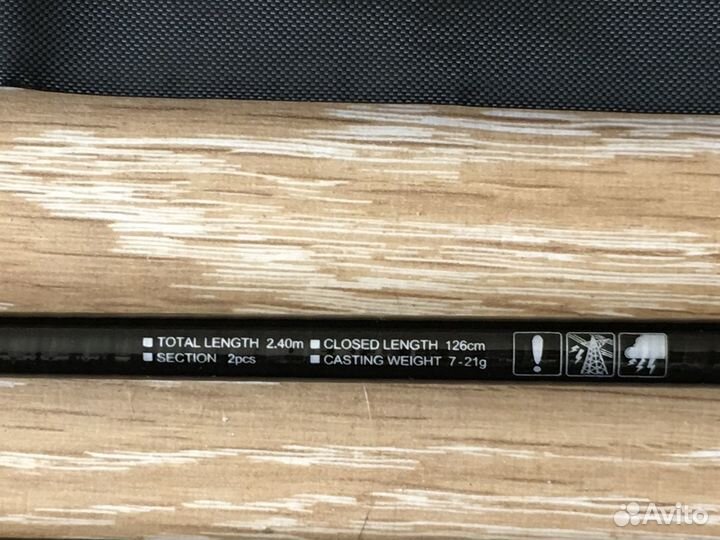 TOTAL LENGTH 2.40m CLOSED LENGTH 126cm
SECTION 2pcs CASTING WEIGHT 7-21g
Avito